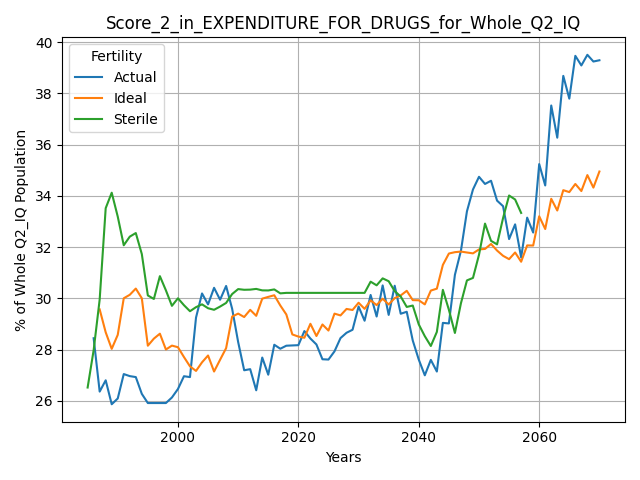 Score_2_in_EXPENDITURE_FOR_DRUGS_for_Whole_Q2_IQ
% of Whole Q2_IQ Population
40
38
36
34
32
30
28
26
Fertility
Actual
Ideal
Sterile
2000
2020
2040
2060
Years